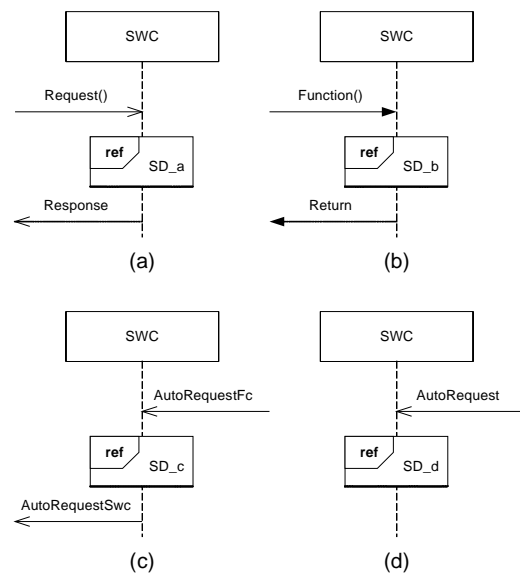 SWC
Request()
ref
SD_a
Response
(a)
SWC
Function()
ref
SD_b
Return
(b)
SWC
AutoRequestFc
ref
SD_c
AutoRequestSwc
(c)
SWC
AutoRequest
ref
SD_d
(d)